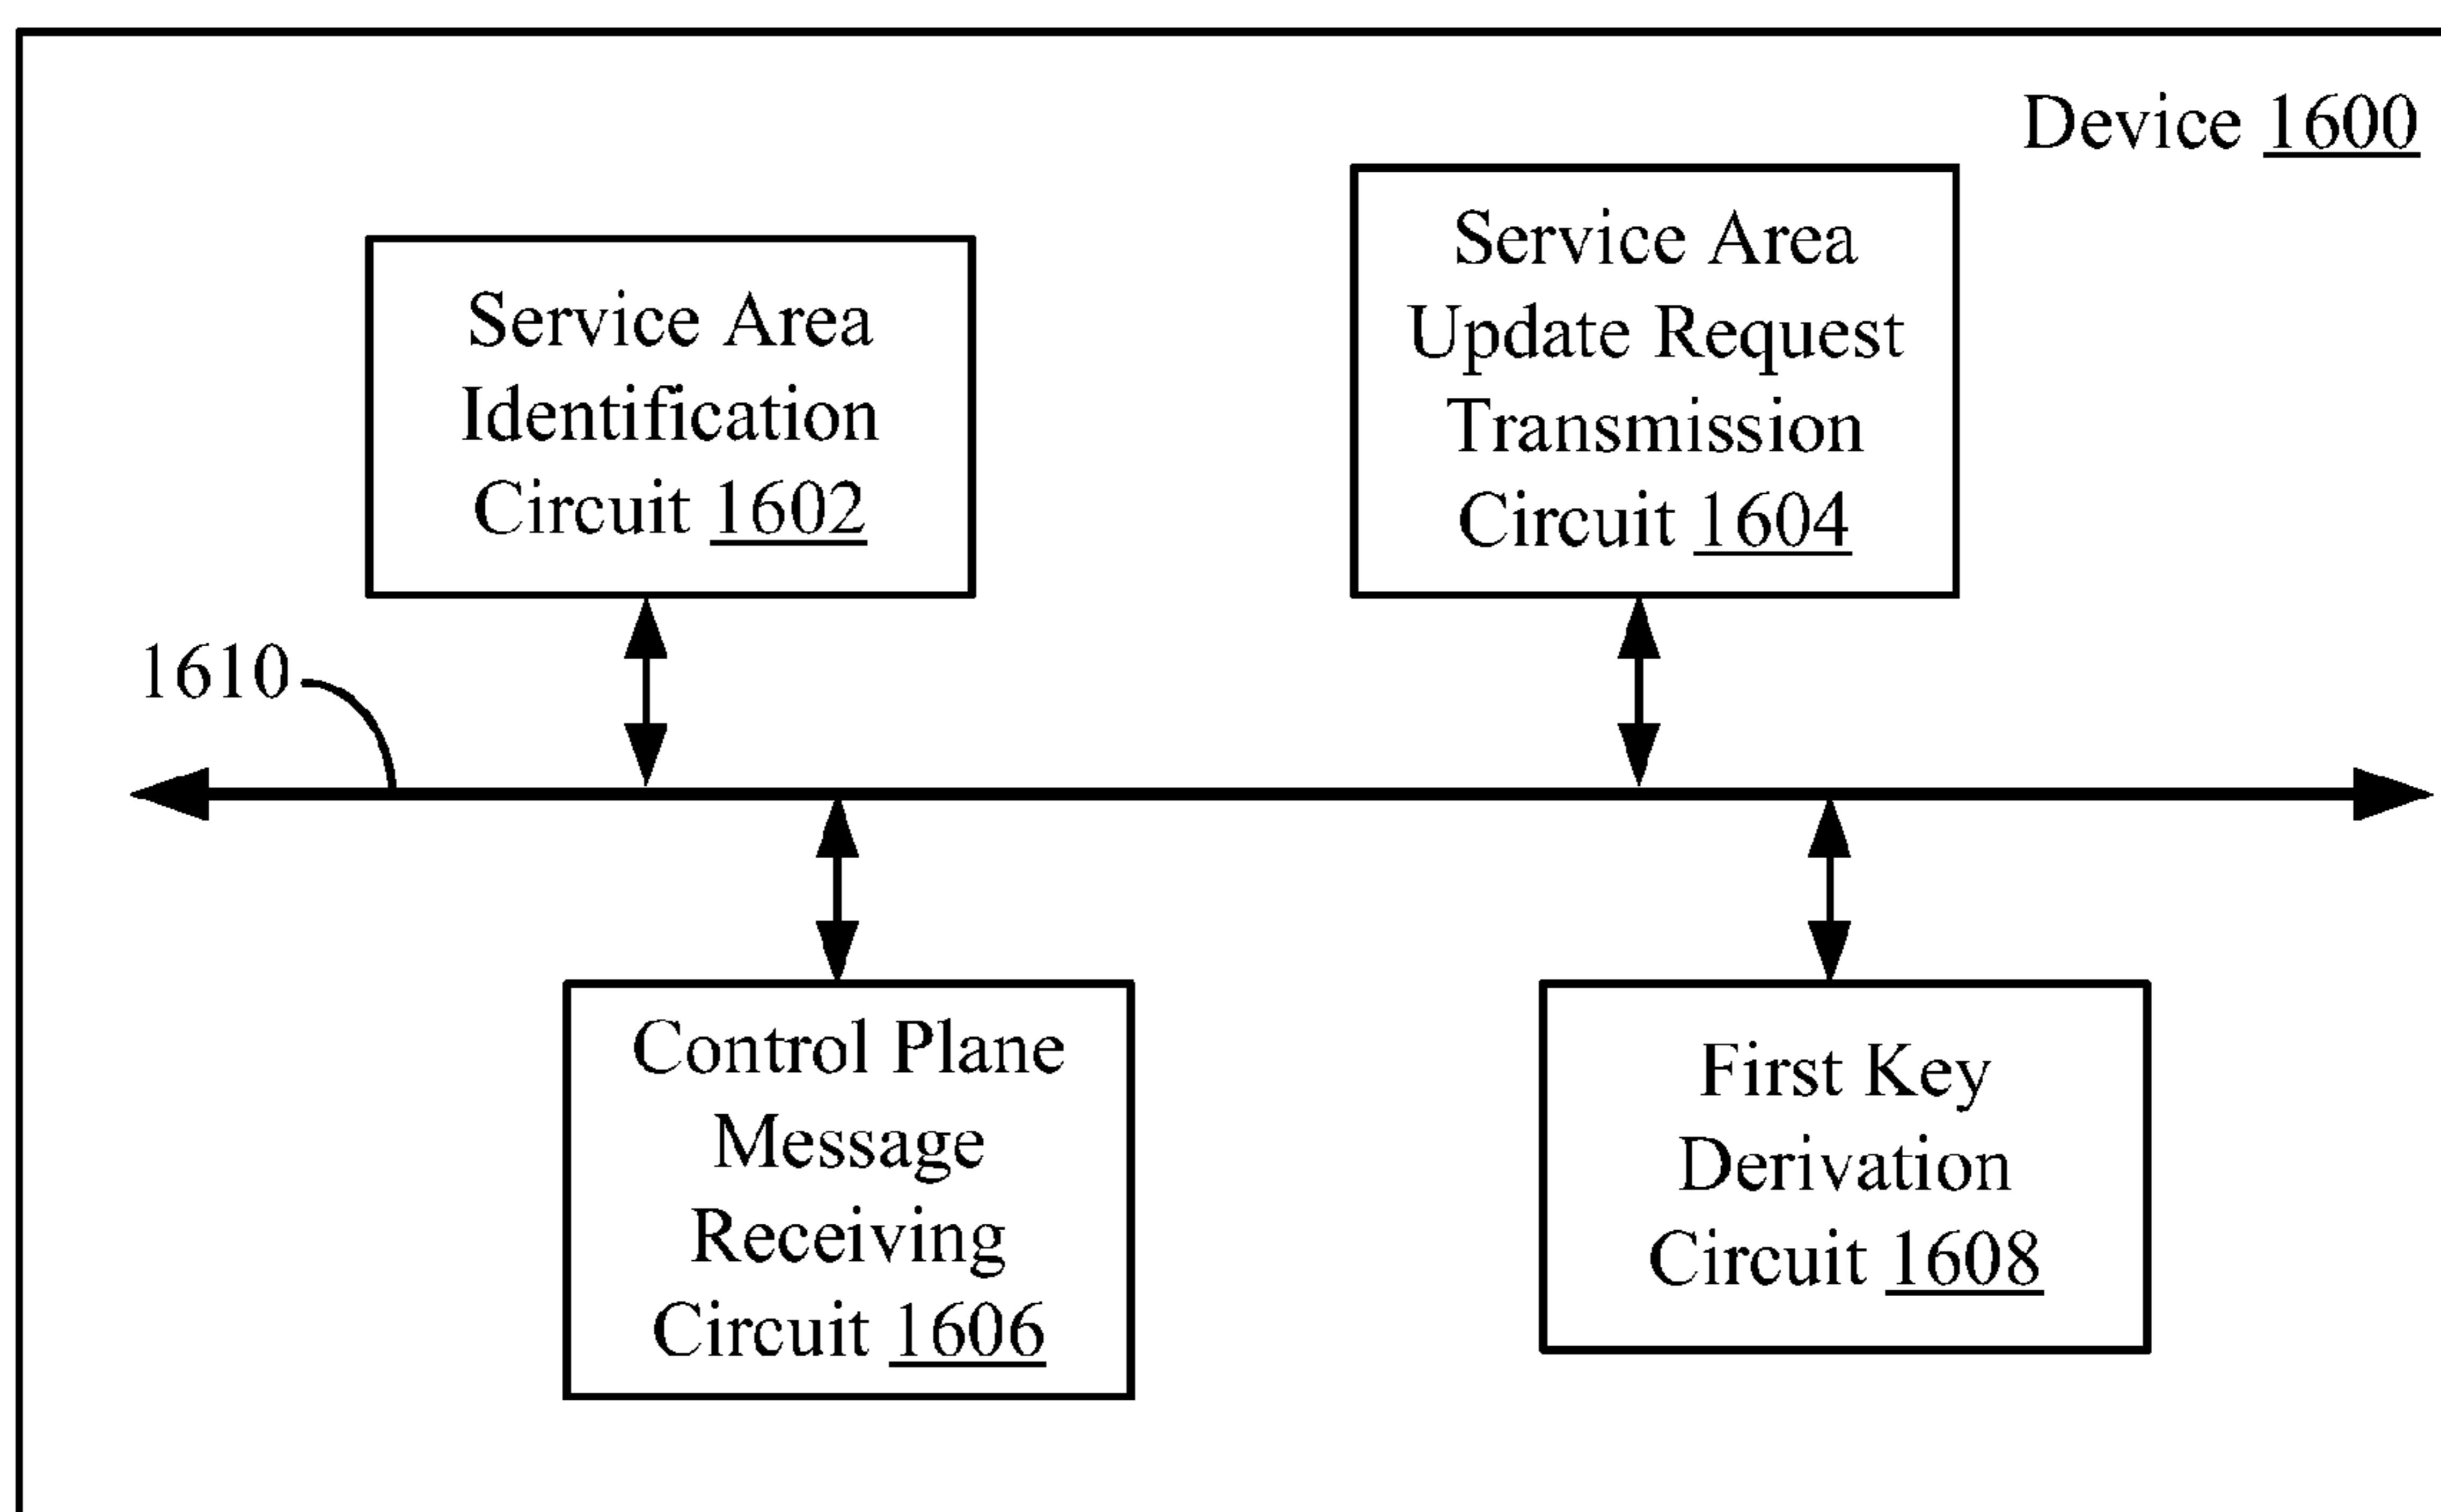 Device 1600
Service Area
Identification
Circuit 1602
Service Area
Update Request
Transmission
Circuit 1604
1610
Control Plane
Message
Receiving
Circuit 1606
First Key
Derivation
Circuit 1608